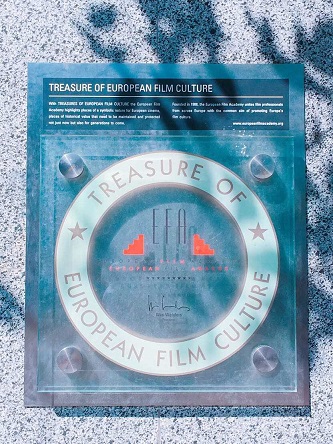 TREASURE OF EUROPEAN FILM CULTURE
With TREASURES OF EUROPEAN FILM CULTURE the European Film
Academy highlights places of a symbolic nature for European cinema,
places of historical value that need to be maintained and protected
not just now but also for generations to come.
Founded in 1988, the European Film Academy unites film professionals
from across Europe with the common aim of promoting Europe's
film culture.
www.europeanfilmacademy.org
TREASURE OF
EFA
EUROPEAN
FILM
EUROPEAN FILM CULTURE
Wim Wenders